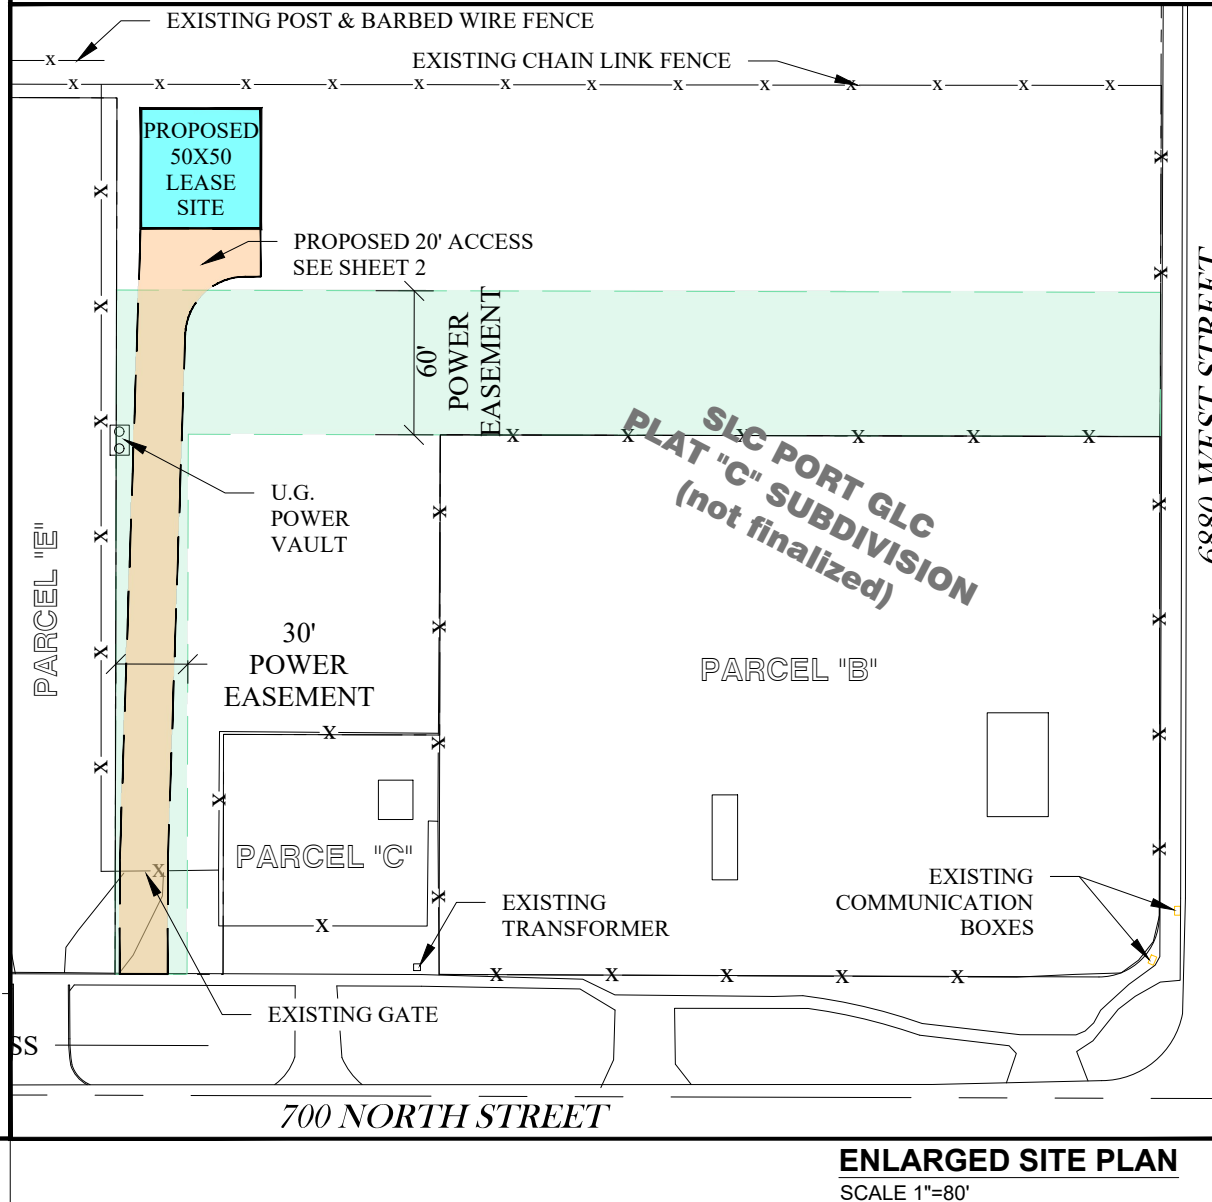 EXISTING POST & BARBED WIRE FENCE
EXISTING CHAIN LINK FENCE
PROPOSED
50X50
LEASE
SITE
PROPOSED 20' ACCESS
SEE SHEET 2
60'
POWER
EASEMENT
6880 WEST STREET
SLC PORT GLC
PLAT "C" SUBDIVISION
(not finalized)
U.G.
POWER
VAULT
PARCEL "E"
30'
POWER
EASEMENT
PARCEL "B"
PARCEL "C"
EXISTING
TRANSFORMER
EXISTING
COMMUNICATION
BOXES
EXISTING GATE
SS
700 NORTH STREET
ENLARGED SITE PLAN
SCALE 1"=80'